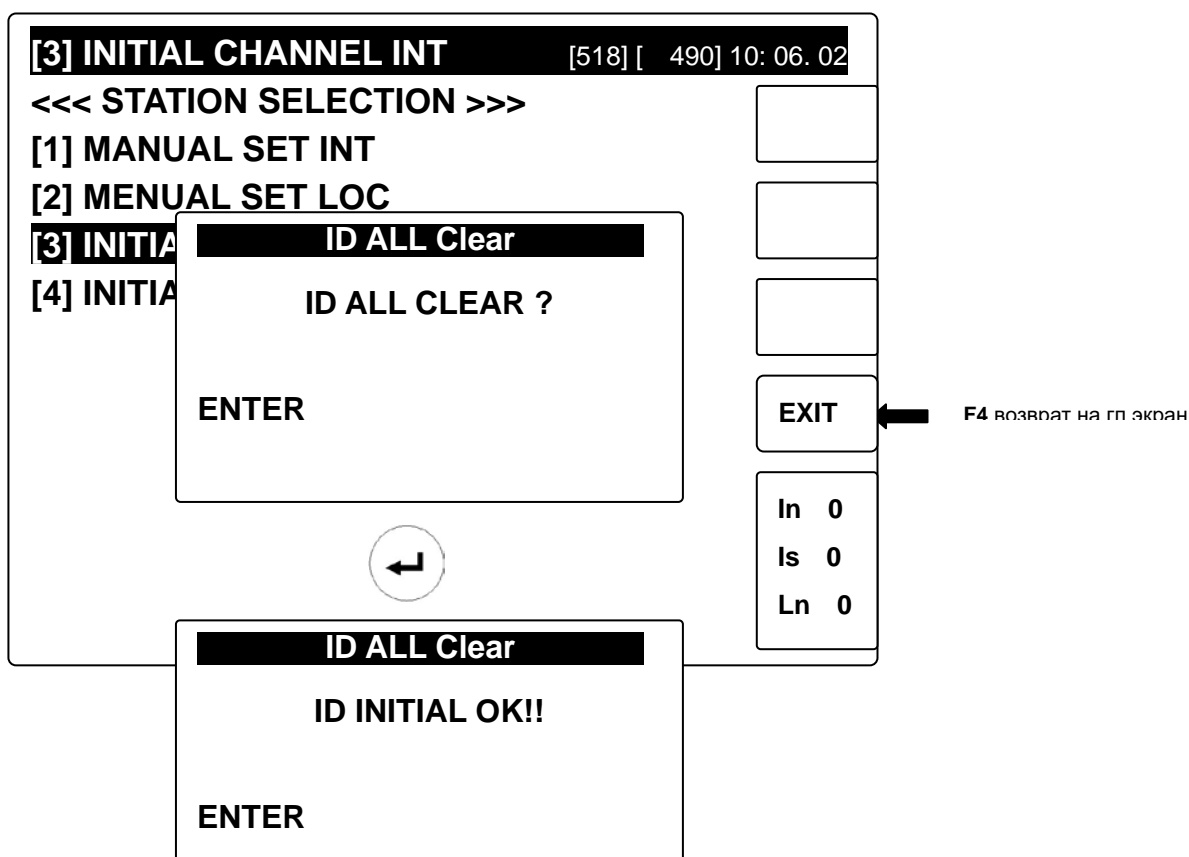 [3] INITIAL CHANNEL INT [518] [ 490] 10: 06. 02
<<< STATION SELECTION >>>
[1] MANUAL SET INT
[2] MENUAL SET LOC
[3] INITIA
[4] INITIA
ID ALL Clear
ID ALL CLEAR ?
ENTER
EXIT
F4 возврат на гл экран
In 0
Is 0
Ln 0
ID ALL Clear
ID INITIAL OK!!
ENTER